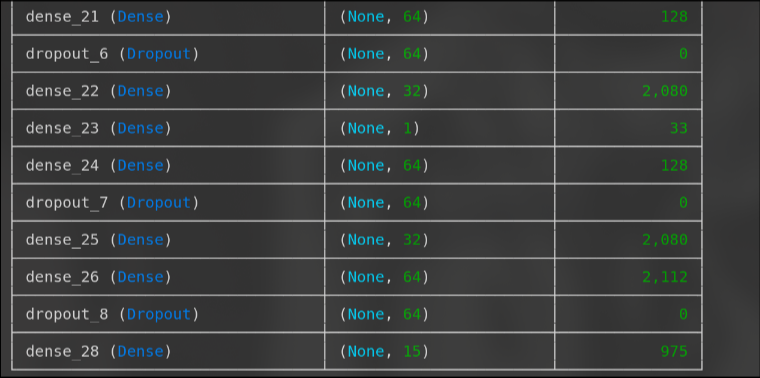 dense_21 (Dense) (None, 64) 128
dropout_6 (Dropout) (None, 64) 0
dense_22 (Dense) (None, 32) 2,080
dense_23 (Dense) (None, 1) 33
dense_24 (Dense) (None, 64) 128
dropout_7 (Dropout) (None, 64) 0
dense_25 (Dense) (None, 32) 2,080
dense_26 (Dense) (None, 64) 2,112
dropout_8 (Dropout) (None, 64) 0
dense_28 (Dense) (None, 15) 975